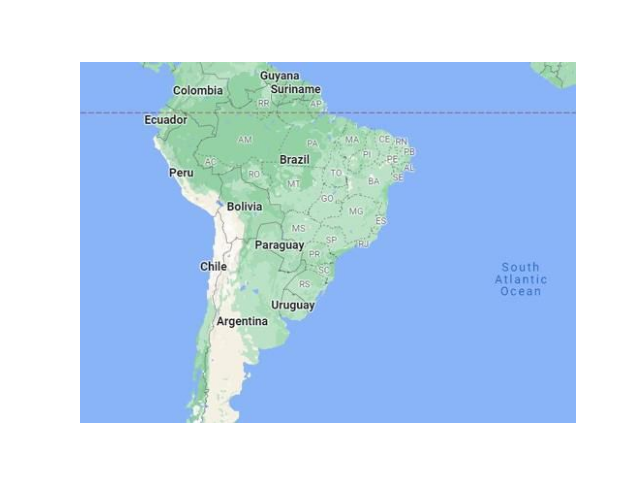 Guyana
Colombia
Suriname
RR
AP
Ecuador
AM
PA
MA
CE
RN
PB
PI
PE
AL
AC
Brazil
Peru
RO
TO
SE
MT
BA
GO
Bolivia
MG
ES
MS
SP
RJ
Paraguay
PR
Chile
SC
South
Atlantic
Ocean
RS
Uruguay
Argentina